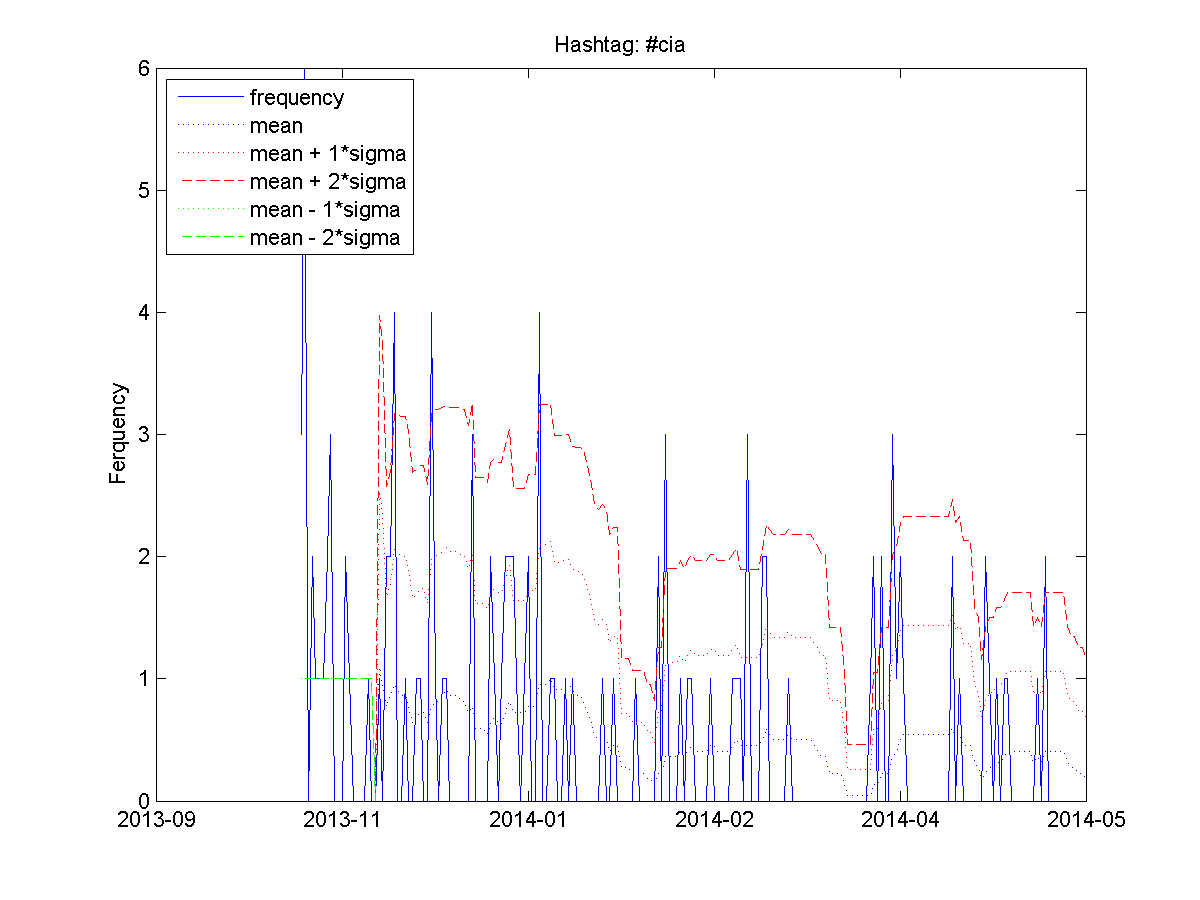 Hashtag: #cia
6
5
4
3
2
1
0
Ferquency
frequency
mean
mean + 1*sigma
mean + 2*sigma
mean - 1*sigma
mean - 2*sigma
2013-09 2013-11 2014-01 2014-02 2014-04 2014-05